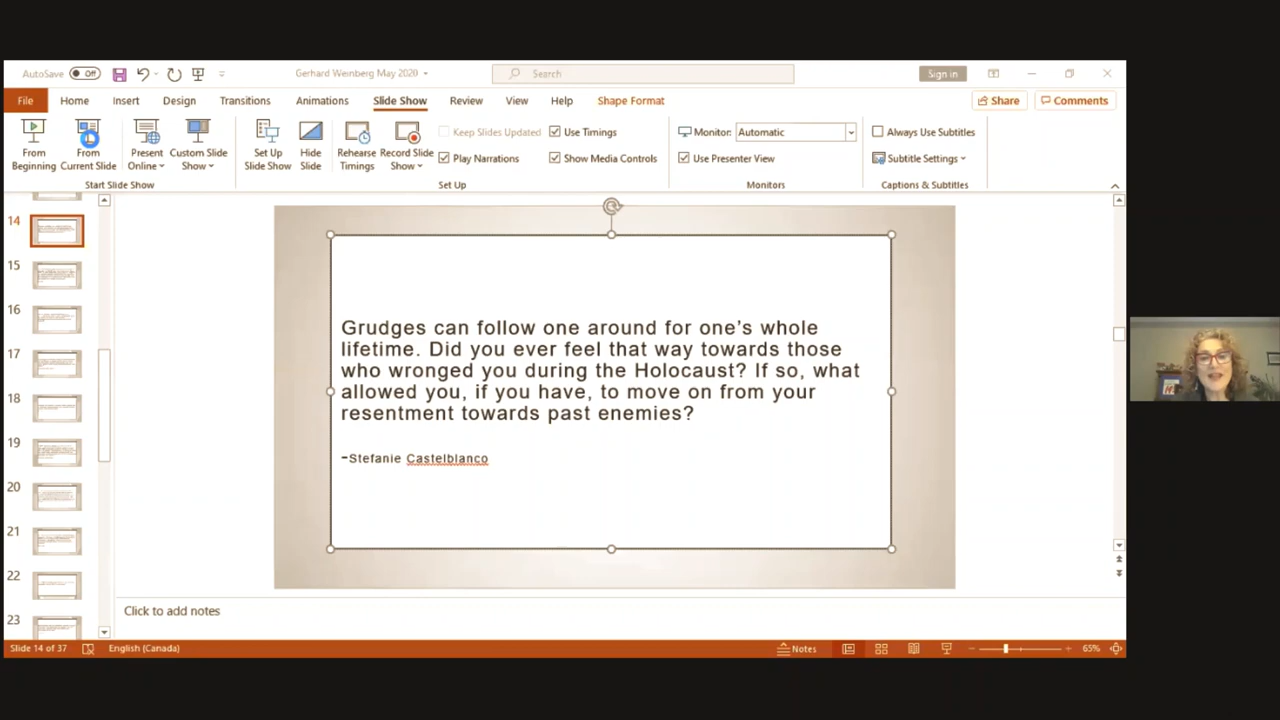 AutoSave Off
Gerhard Weinberg May 2020
Search
Sign in
File Home Insert Design Transitions Animations Slide Show Review View Help Shape Format
Share Comments
From Beginning
From Current Slide
Present Online
Custom Slide Show
Set Up Slide Show
Hide Slide
Rehearse Timings
Record Slide Show
Keep Slides Updated
Use Timings
Play Narrations
Show Media Controls
Monitor: Automatic
Use Presenter View
Always Use Subtitles
Subtitle Settings
Start Slide Show
Set Up
Monitors
Captions & Subtitles
14
15
16
17
18
19
20
21
22
23
Grudges can follow one around for one’s whole
lifetime. Did you ever feel that way towards those
who wronged you during the Holocaust? If so, what
allowed you, if you have, to move on from your
resentment towards past enemies?
-Stefanie Castelblanco
Click to add notes
Slide 14 of 37 English (Canada)
Notes
65%